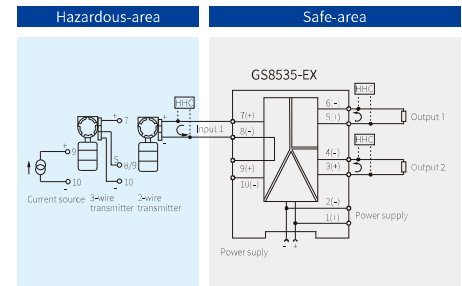 Hazardous-area
Safe-area
GS8535-EX
HHC
HHC
HHC
+
-
Input 1
7(+)
8(-)
9(+)
10(-)
6(-)
5(+)
Output 1
4(-)
3(+)
Output 2
2(-)
1(+)
Power supply
- +
Power suply
+
7
S
8/9
-
10
+
9
-
10
Current source
3-wire
transmitter
2-wire
transmitter